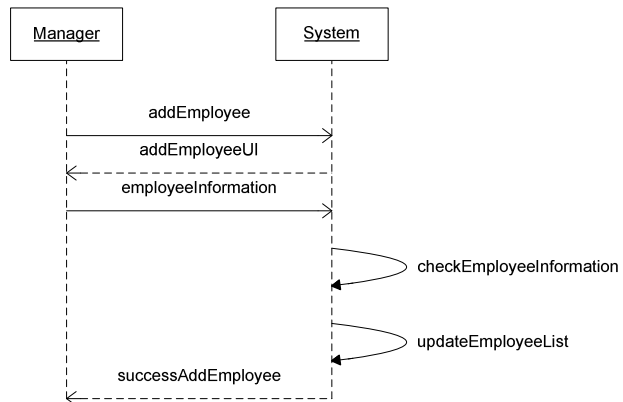 Manager
System
addEmployee
addEmployeeUI
employeeInformation
checkEmployeeInformation
updateEmployeeList
successAddEmployee